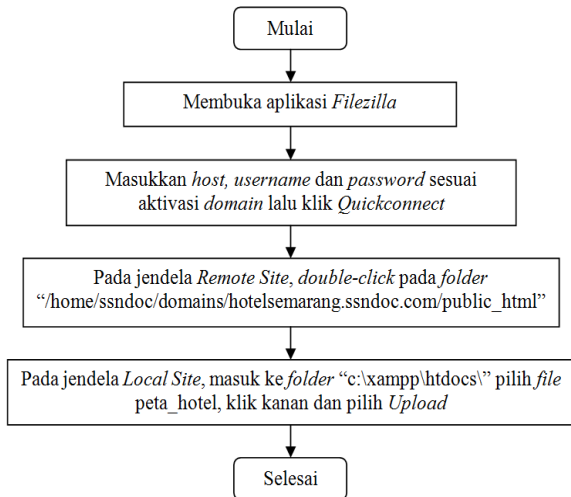 Mulai
Membuka aplikasi Filezilla
Masukkan host, username dan password sesuai
aktivasi domain lalu klik Quickconnect
Pada jendela Remote Site, double-click pada folder
“/home/ssndoc/domains/hotelsemarang.ssndoc.com/public_html”
Pada jendela Local Site, masuk ke folder “c:\xampp\htdocs\” pilih file
peta_hotel, klik kanan dan pilih Upload
Selesai